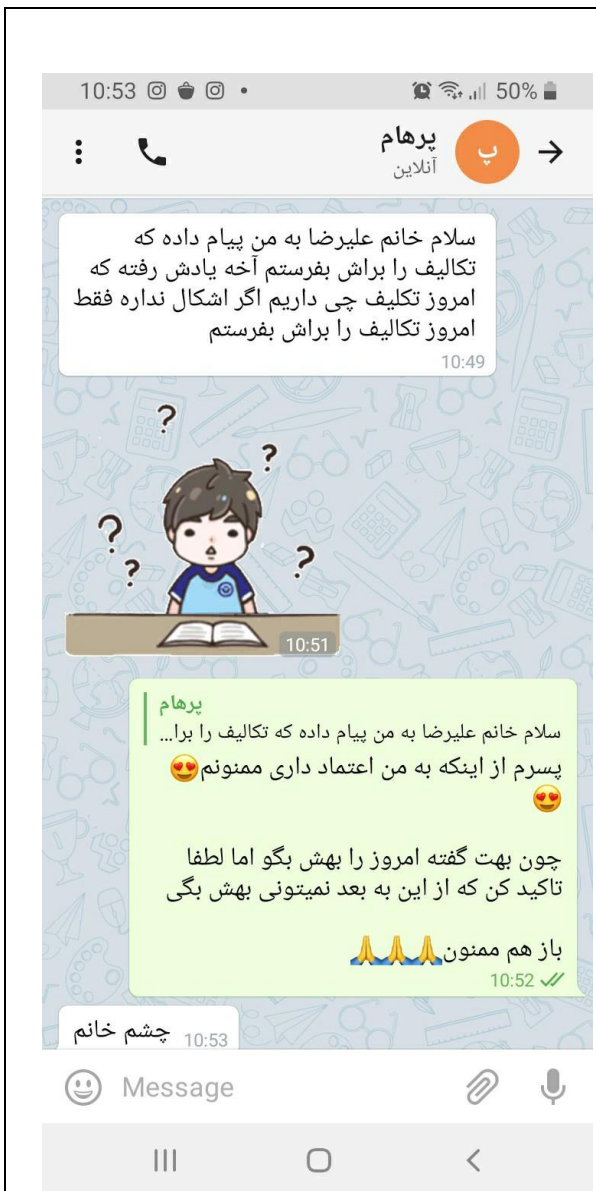 10:53
50%
پرهام
پ
آنلاین
سلام خانم علیرضا به من پیام داده که
تکالیف را براش بفرستم آخه یادش رفته که
امروز تکلیف چی داریم اگر اشکال نداره فقط
امروز تکالیف را براش بفرستم
10:49
? ? ? ? ?
10:51
پرهام
سلام خانم علیرضا به من پیام داده که تکالیف را برا...
پسرم از اینکه به من اعتماد داری ممنونم😍
😍
چون بهت گفته امروز را بهش بگو اما لطفا
تاکید کن که از این به بعد نمیتونی بهش بگی
باز هم ممنون🙏🙏🙏
10:52
چشم خانم
10:53
Message